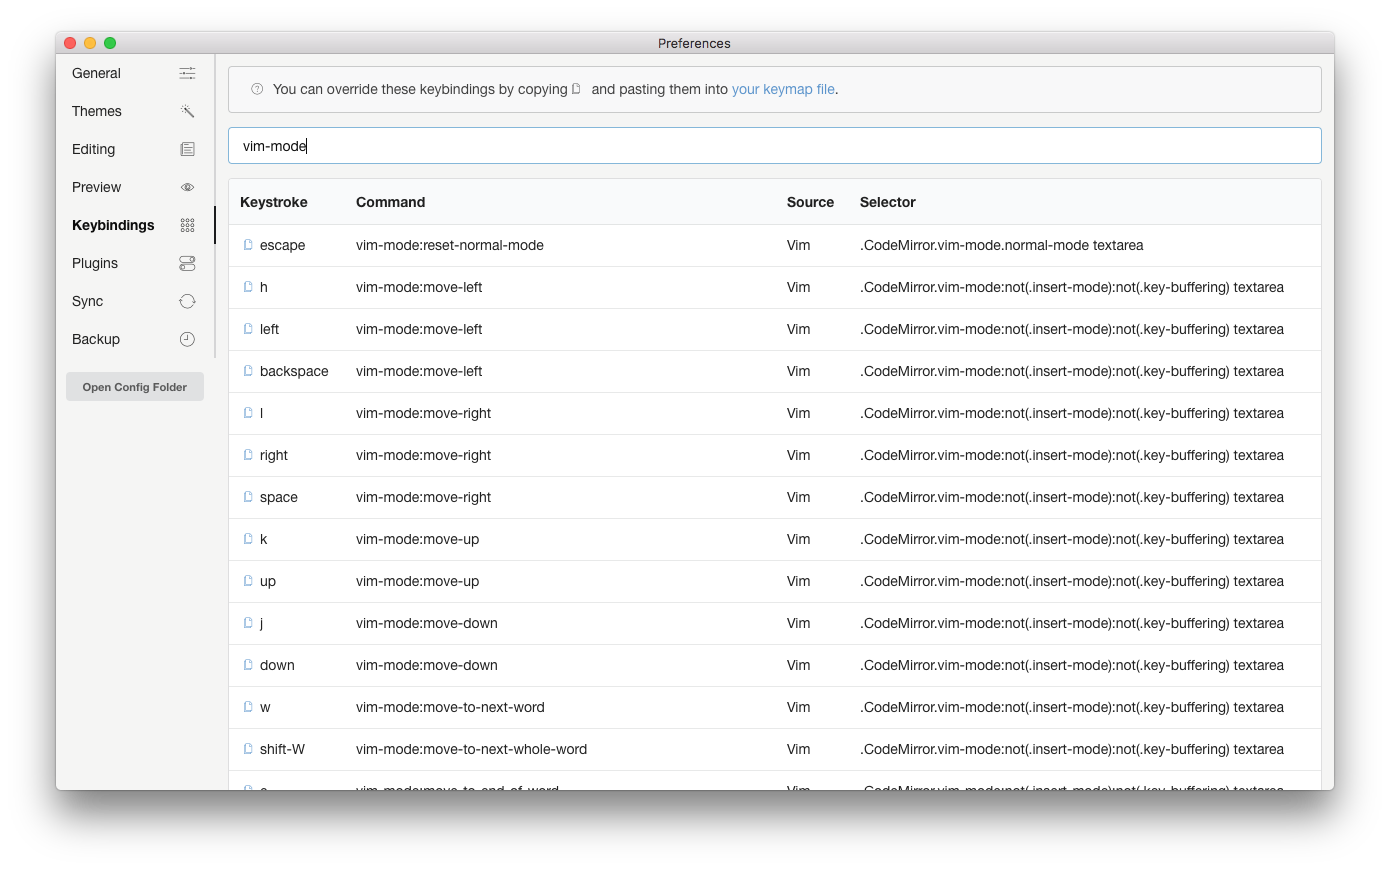 Preferences
General
Themes
Editing
Preview
Keybindings
Plugins
Sync
Backup
Open Config Folder
You can override these keybindings by copying and pasting them into your keymap file.
vim-mode
Keystroke Command Source Selector
escape vim-mode:reset-normal-mode Vim .CodeMirror.vim-mode.normal-mode textarea
h vim-mode:move-left Vim .CodeMirror.vim-mode:not(.insert-mode):not(.key-buffering) textarea
left vim-mode:move-left Vim .CodeMirror.vim-mode:not(.insert-mode):not(.key-buffering) textarea
backspace vim-mode:move-left Vim .CodeMirror.vim-mode:not(.insert-mode):not(.key-buffering) textarea
l vim-mode:move-right Vim .CodeMirror.vim-mode:not(.insert-mode):not(.key-buffering) textarea
right vim-mode:move-right Vim .CodeMirror.vim-mode:not(.insert-mode):not(.key-buffering) textarea
space vim-mode:move-right Vim .CodeMirror.vim-mode:not(.insert-mode):not(.key-buffering) textarea
k vim-mode:move-up Vim .CodeMirror.vim-mode:not(.insert-mode):not(.key-buffering) textarea
up vim-mode:move-up Vim .CodeMirror.vim-mode:not(.insert-mode):not(.key-buffering) textarea
j vim-mode:move-down Vim .CodeMirror.vim-mode:not(.insert-mode):not(.key-buffering) textarea
down vim-mode:move-down Vim .CodeMirror.vim-mode:not(.insert-mode):not(.key-buffering) textarea
w vim-mode:move-to-next-word Vim .CodeMirror.vim-mode:not(.insert-mode):not(.key-buffering) textarea
shift-W vim-mode:move-to-next-whole-word Vim .CodeMirror.vim-mode:not(.insert-mode):not(.key-buffering) textarea
vim-mode:move-to-end-of-word Vim .CodeMirror.vim-mode:not(.insert-mode):not(.key-buffering) textarea